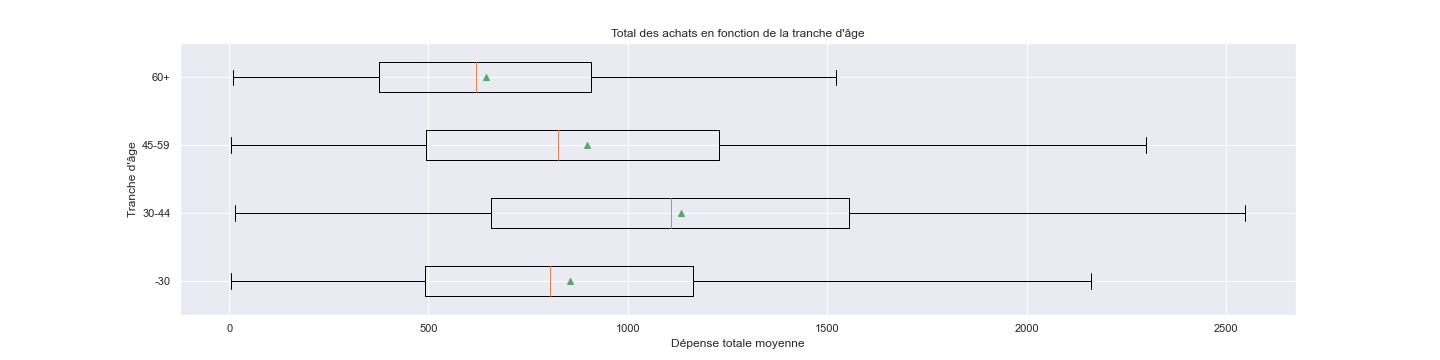 Total des achats en fonction de la tranche d'âge
Tranche d'âge
60+
45-59
30-44
-30
0 500 1000 1500 2000 2500
Dépense totale moyenne